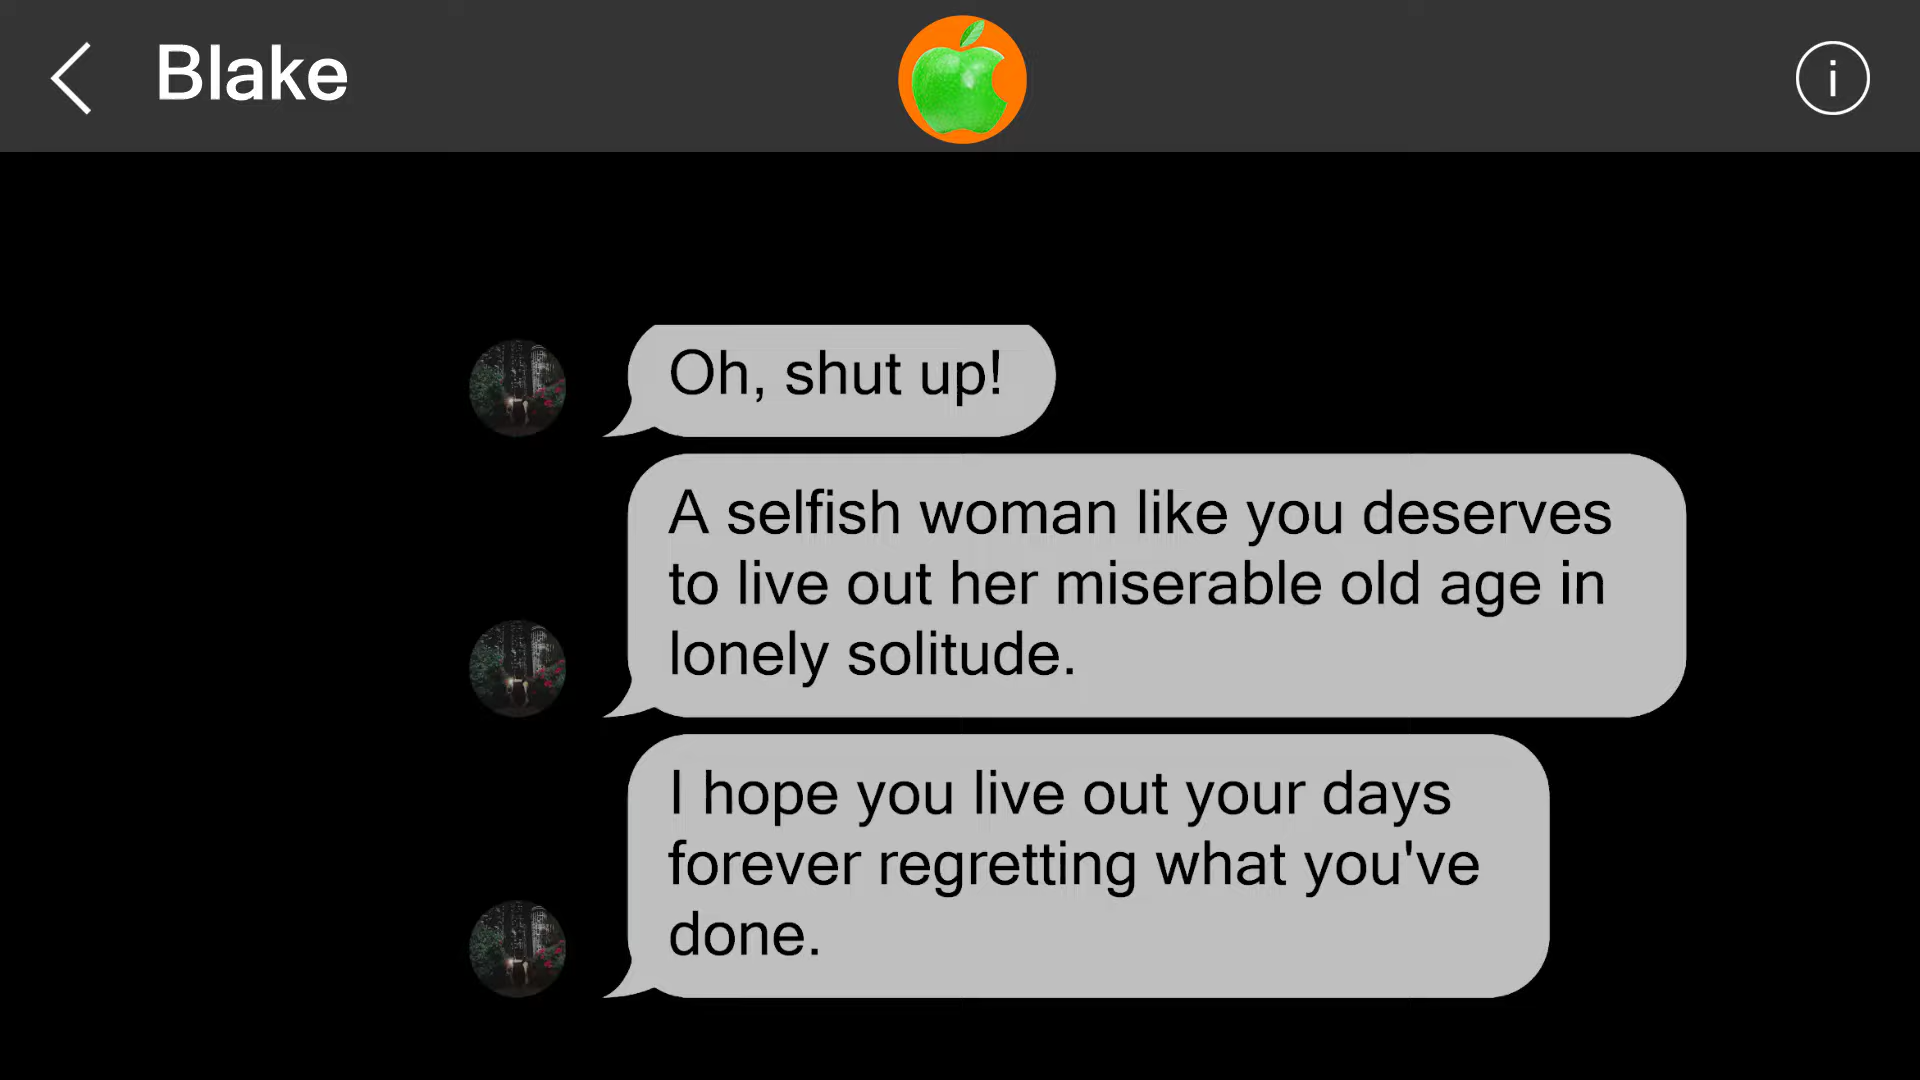 Blake
i
Oh, shut up!
A selfish woman like you deserves
to live out her miserable old age in
lonely solitude.
I hope you live out your days
forever regretting what you've
done.